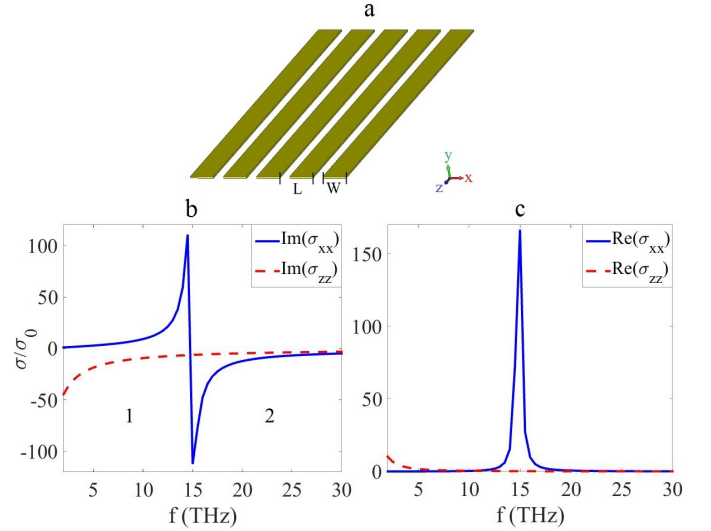 a
y
x
z
L
W
b
c
100
50
0
-50
-100
σ/σ0
Im(σxx)
Im(σzz)
1
2
5
10
15
20
25
30
f (THz)
150
100
50
0
Re(σxx)
Re(σzz)
5
10
15
20
25
30
f (THz)